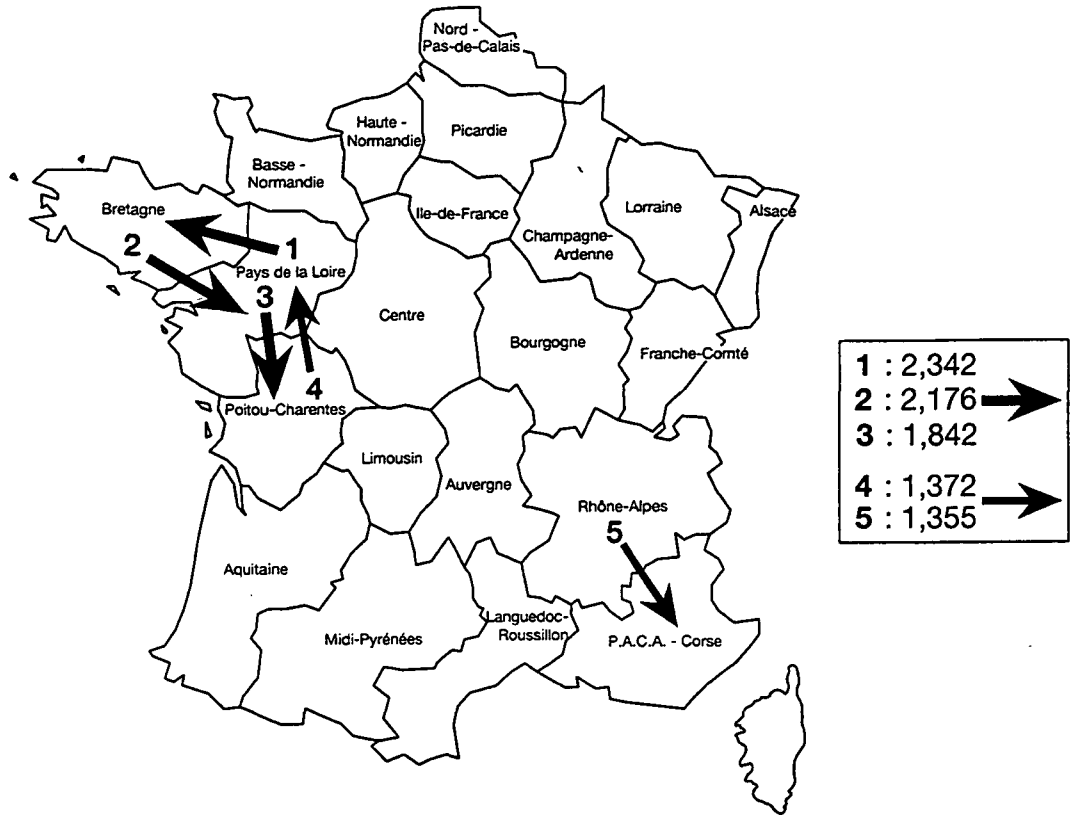 Nord -
Pas-de-Calais
Haute -
Normandie
Picardie
Basse -
Normandie
Ile-de-France
Lorraine
Alsace
Champagne-
Ardenne
Bretagne
2
1
Pays de la Loire
3
Centre
Bourgogne
Franche-Comté
4
Poitou-Charentes
Limousin
Auvergne
Rhône-Alpes
5
Aquitaine
Midi-Pyrénées
Languedoc-
Roussillon
P.A.C.A. - Corse
1 : 2,342
2 : 2,176
3 : 1,842
4 : 1,372
5 : 1,355